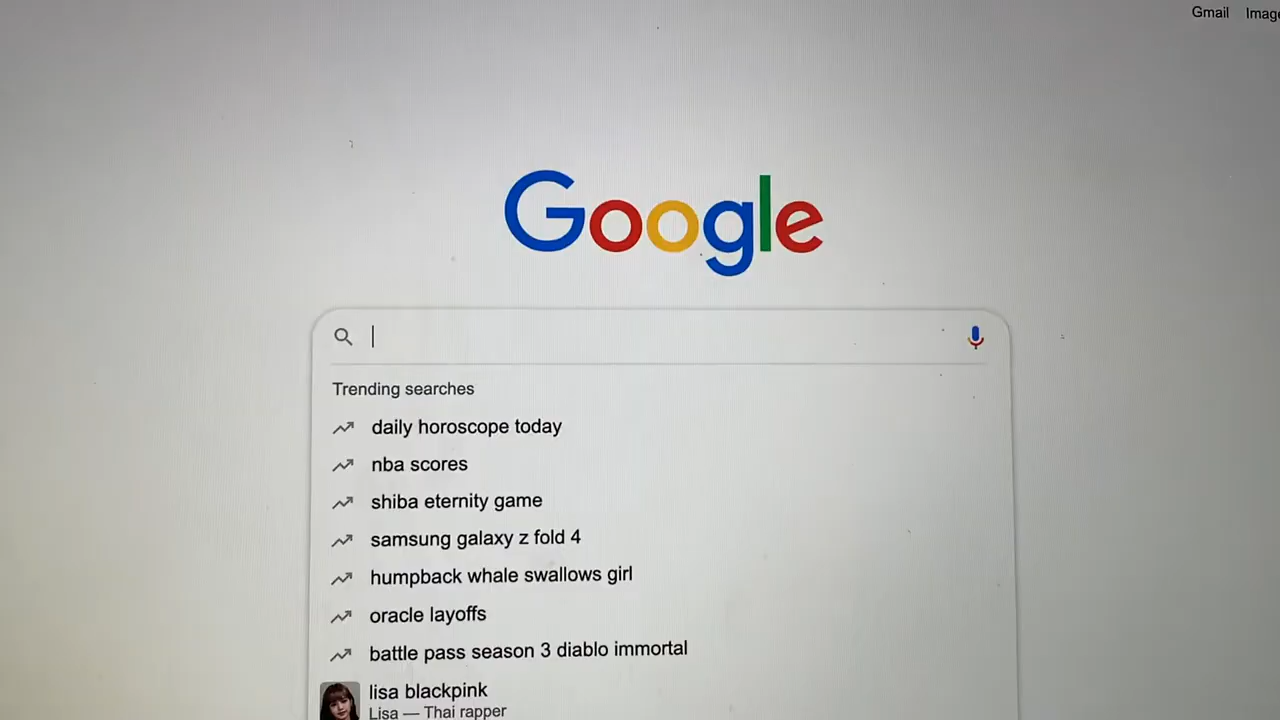 Gmail Image
Google
Trending searches
daily horoscope today
nba scores
shiba eternity game
samsung galaxy z fold 4
humpback whale swallows girl
oracle layoffs
battle pass season 3 diablo immortal
lisa blackpink
Lisa — Thai rapper